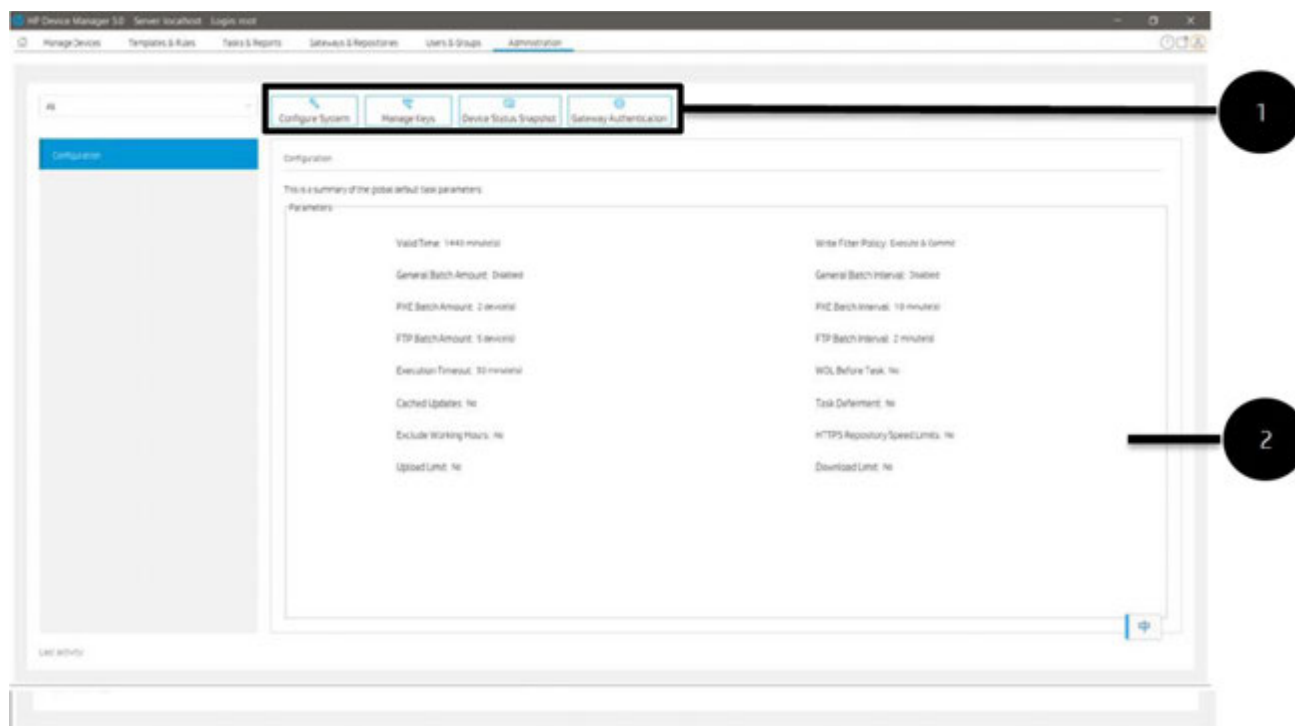 HP Device Manager 5.0 Server localhost Login root
Manage Devices Templates & Rules Tasks & Reports Gateways & Repositories Users & Groups Administration
All
Configure System Manage Keys Device Status Snapshot Gateway Authentication
1
Configuration
Configuration
This is a summary of the global default task parameters
Parameters
Valid Time: 1440 minute(s) Write Filter Policy: Execute & Commit
General Batch Amount: Disabled General Batch Interval: Disabled
PXE Batch Amount: 2 device(s) PXE Batch Interval: 10 minute(s)
FTP Batch Amount: 5 device(s) FTP Batch Interval: 2 minute(s)
Execution Timeout: 30 minute(s) WOL Before Task: No
Cached Updates: No Task Deferment: No
Exclude Working Hours: No HTTPS Repository Speed Limits: No
2
Upload Limit: No Download Limit: No
Last activity: